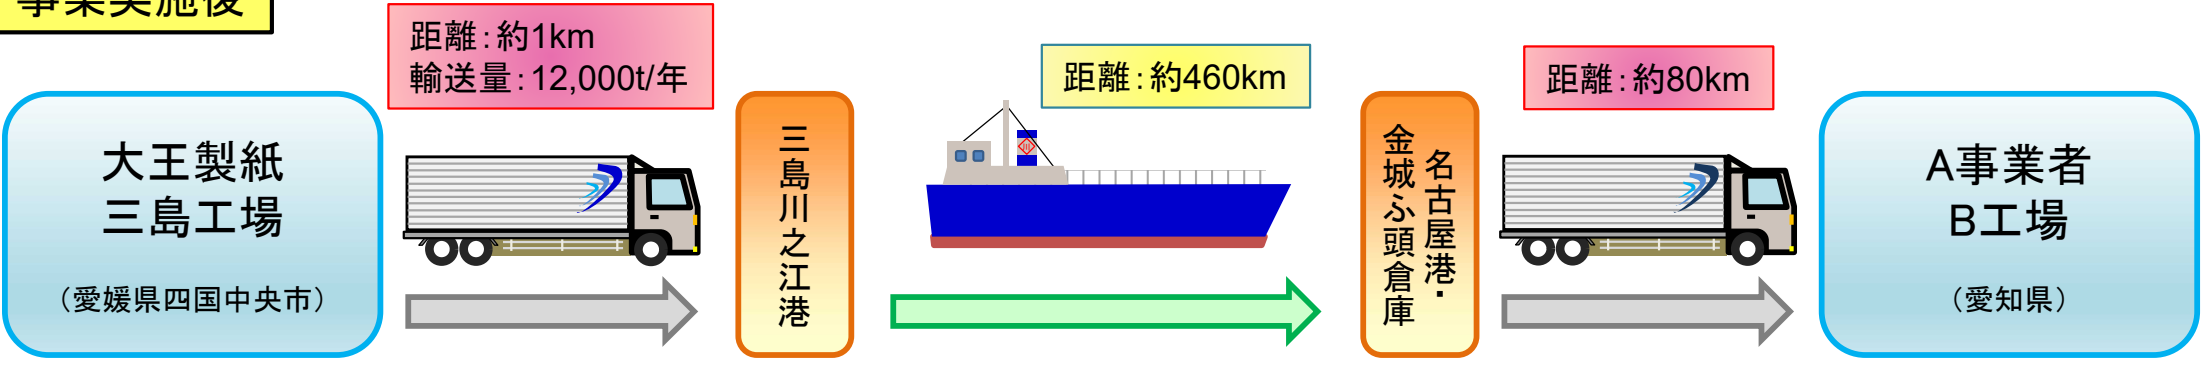 事業実施後
距離：約1km
輸送量：12,000t/年
距離：約460km
距離：約80km
大王製紙
三島工場
（愛媛県四国中央市）
三島川之江港
名古屋港・
金城ふ頭倉庫
A事業者
B工場
（愛知県）